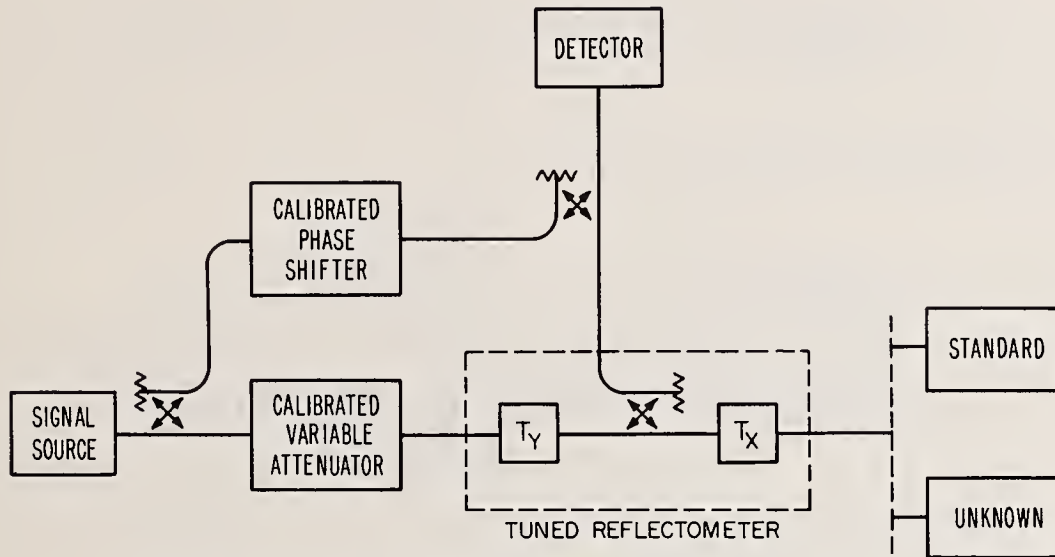 DETECTOR
CALIBRATED
PHASE
SHIFTER
SIGNAL
SOURCE
CALIBRATED
VARIABLE
ATTENUATOR
TY
TX
TUNED REFLECTOMETER
STANDARD
UNKNOWN